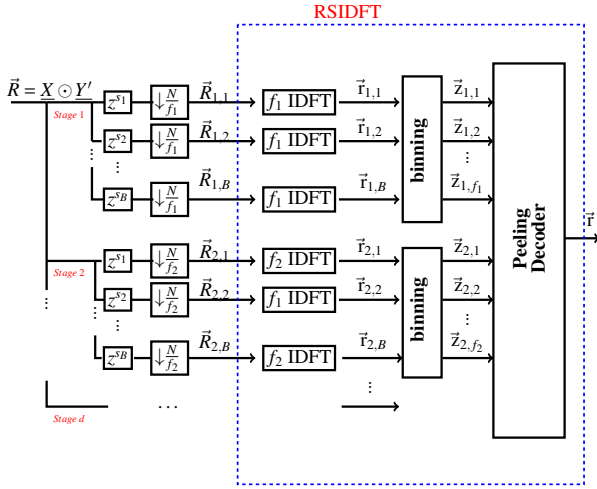 RSIDFT
R⃗ = X ⊙ Y′
Stage 1
z^{s_1} ↓ N/f_1 R⃗_{1,1} f_1 IDFT r⃗_{1,1} z⃗_{1,1}
z^{s_2} ↓ N/f_1 R⃗_{1,2} f_1 IDFT r⃗_{1,2} z⃗_{1,2}
⋮ ⋮ ⋮
z^{s_B} ↓ N/f_1 R⃗_{1,B} f_1 IDFT r⃗_{1,B} z⃗_{1,f_1}
binning
Stage 2
z^{s_1} ↓ N/f_2 R⃗_{2,1} f_2 IDFT r⃗_{2,1} z⃗_{2,1}
z^{s_2} ↓ N/f_2 R⃗_{2,2} f_1 IDFT r⃗_{2,2} z⃗_{2,2}
⋮ ⋮ ⋮ ⋮
z^{s_B} ↓ N/f_2 R⃗_{2,B} f_2 IDFT r⃗_{2,B} z⃗_{2,f_2}
binning
Stage d
⋯ ⋮
Peeling
Decoder
r⃗